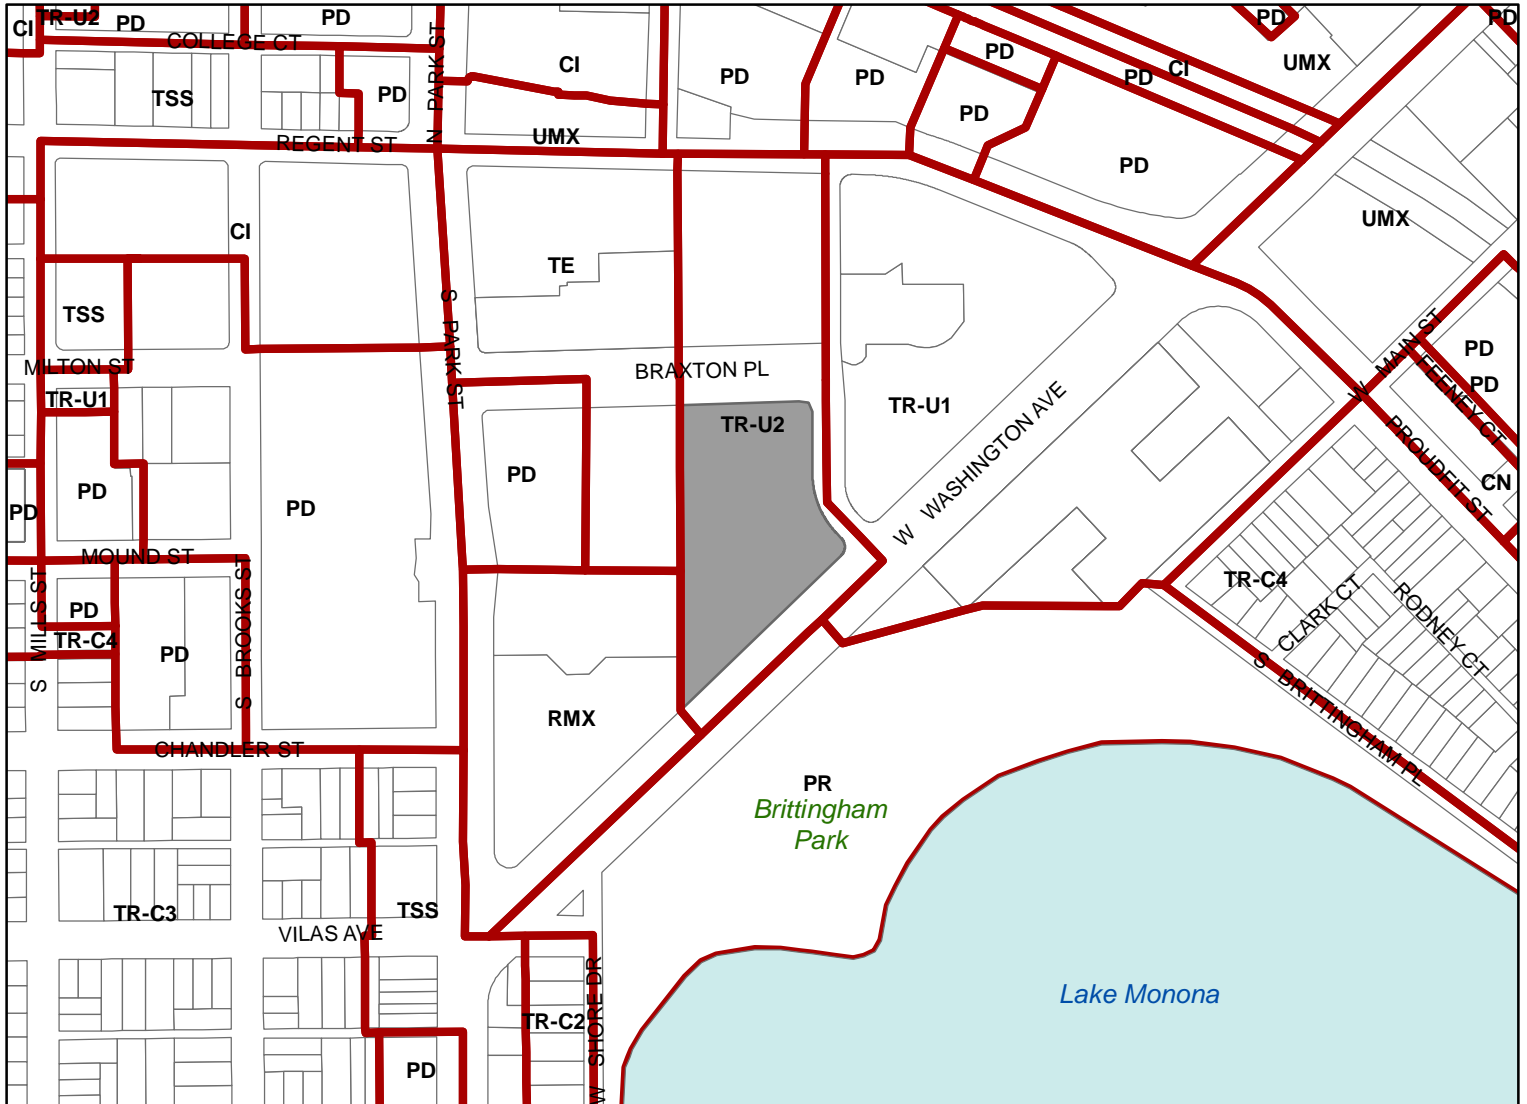 CI
TR-U2
PD
PD
COLLEGE CT
N PARK ST
CI
PD
PD
PD
PD
CI
PD
UMX
PD
TSS
PD
PD
REGENT ST
UMX
PD
CI
TE
UMX
TSS
S PARK ST
MILTON ST
BRAXTON PL
W MAIN ST
PD
PD
FEENEY CT
TR-U1
TR-U2
TR-U1
W WASHINGTON AVE
PROUDFIT ST
PD
PD
PD
PD
CN
MOUND ST
S MILLS ST
PD
TR-C4
PD
S BROOKS ST
TR-C4
S CLARK CT
RODNEY CT
S BRITTINGHAM PL
RMX
CHANDLER ST
PR
Brittingham
Park
TR-C3
VILAS AVE
TSS
Lake Monona
TR-C2
W SHORE DR
PD